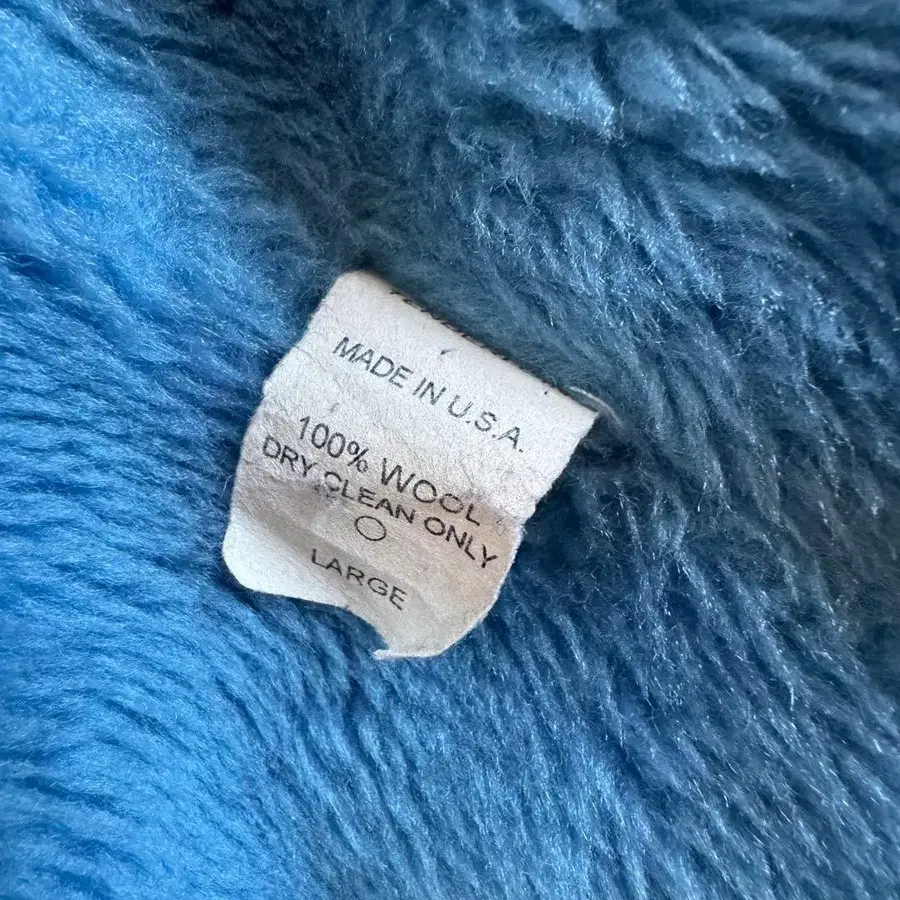 MADE IN U.S.A.
100% WOOL
DRY CLEAN ONLY
LARGE